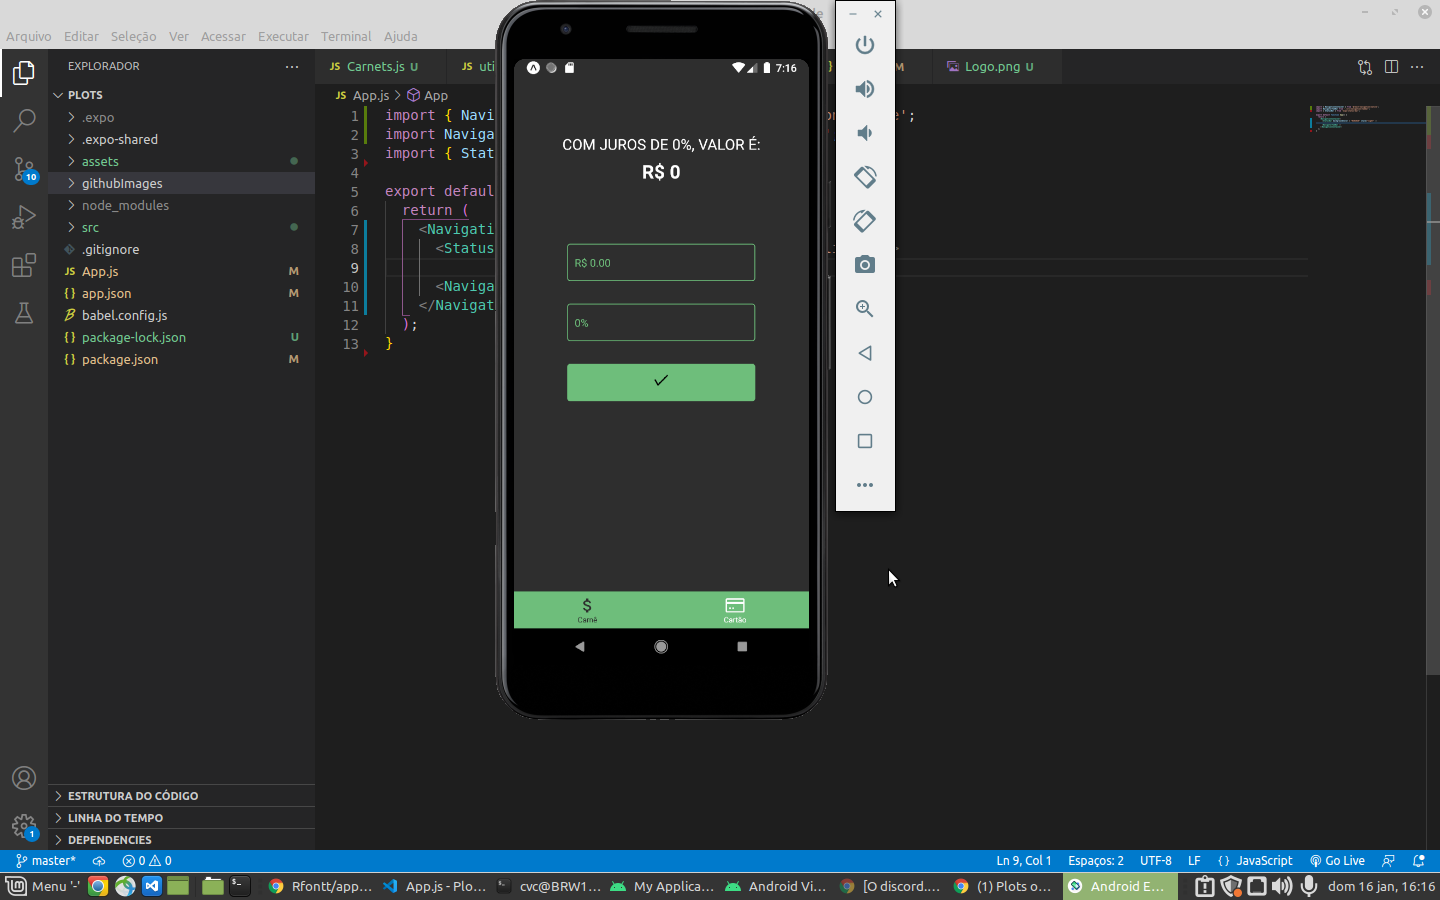 de
Arquivo Editar Seleção Ver Acessar Executar Terminal Ajuda
EXPLORADOR
PLOTS
.expo
.expo-shared
assets
githubImages
node_modules
src
.gitignore
JS App.js M
{} app.json M
babel.config.js
{} package-lock.json U
{} package.json M
ESTRUTURA DO CÓDIGO
LINHA DO TEMPO
DEPENDENCIES
JS Carnets.js U
JS uti
} M
Logo.png U
JS App.js > App
1 import { Navi
2 import Naviga
3 import { Stat
4
5 export defaul
6 return (
7 <Navigati
8 <Status
9
10 <Naviga
11 </Navigat
12 );
13 }
e';
7:16
COM JUROS DE 0%, VALOR É:
R$ 0
R$ 0.00
0%
Carnê
Cartão
10
1
master* 0 0
Ln 9, Col 1 Espaços: 2 UTF-8 LF {} JavaScript Go Live
Menu '-' Rfontt/app... App.js - Plo... cvc@BRW1... My Applica... Android Vi... [O discord.... (1) Plots o... Android E... dom 16 jan, 16:16